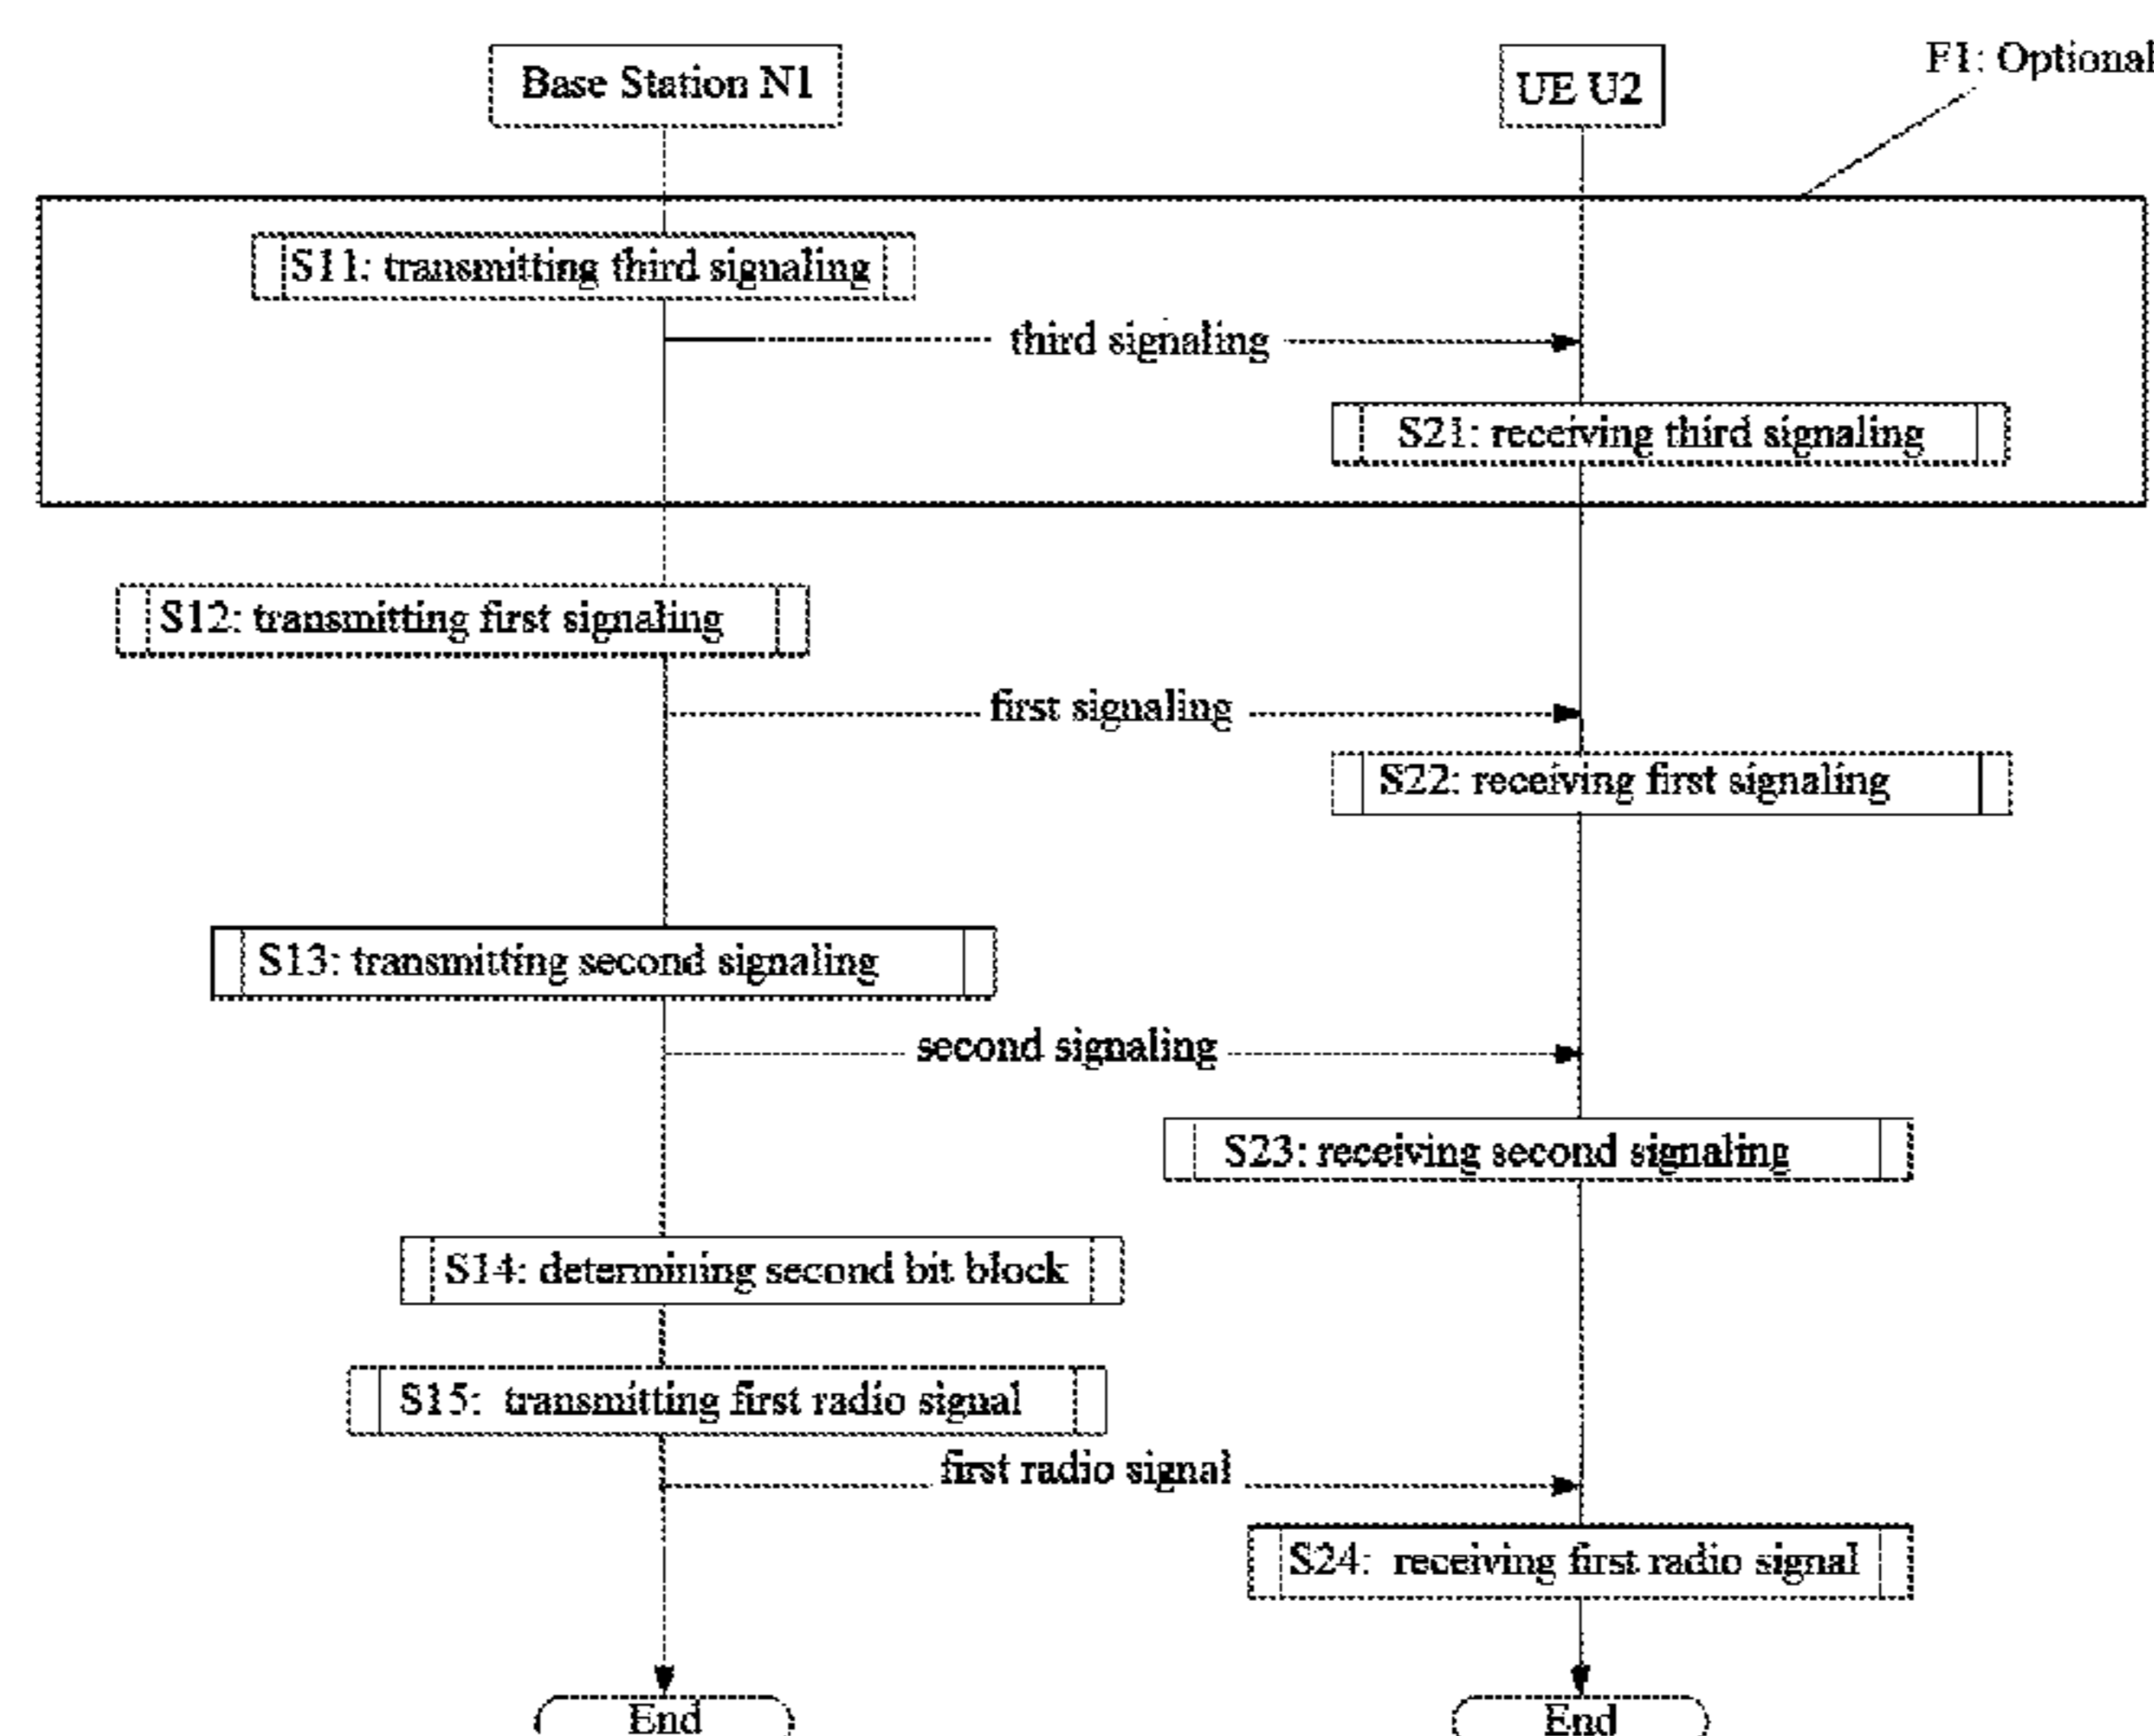 Base Station N1
UE U2
F1: Optional
S11: transmitting third signaling
third signaling
S21: receiving third signaling
S12: transmitting first signaling
first signaling
S22: receiving first signaling
S13: transmitting second signaling
second signaling
S23: receiving second signaling
S14: determining second bit block
S15: transmitting first radio signal
first radio signal
S24: receiving first radio signal
End
End